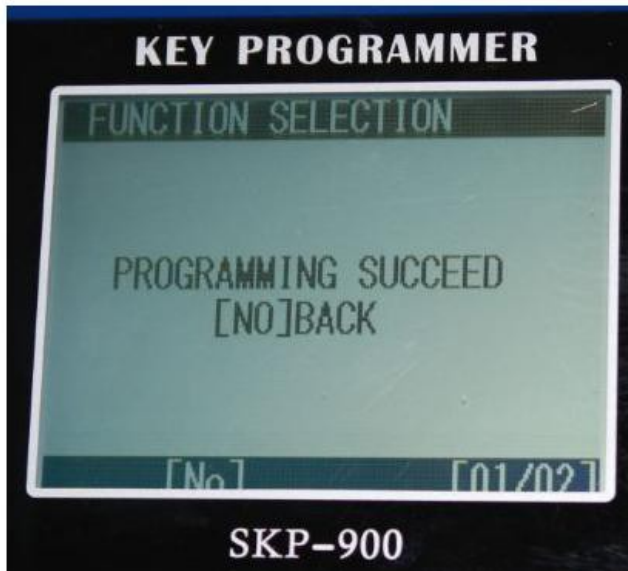 KEY PROGRAMMER
FUNCTION SELECTION
PROGRAMMING SUCCEED
[NO]BACK
[No] [01/02]
SKP-900